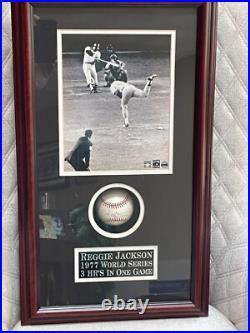 REGGIE JACKSON
1977 WORLD SERIES
3 HR'S IN ONE GAME